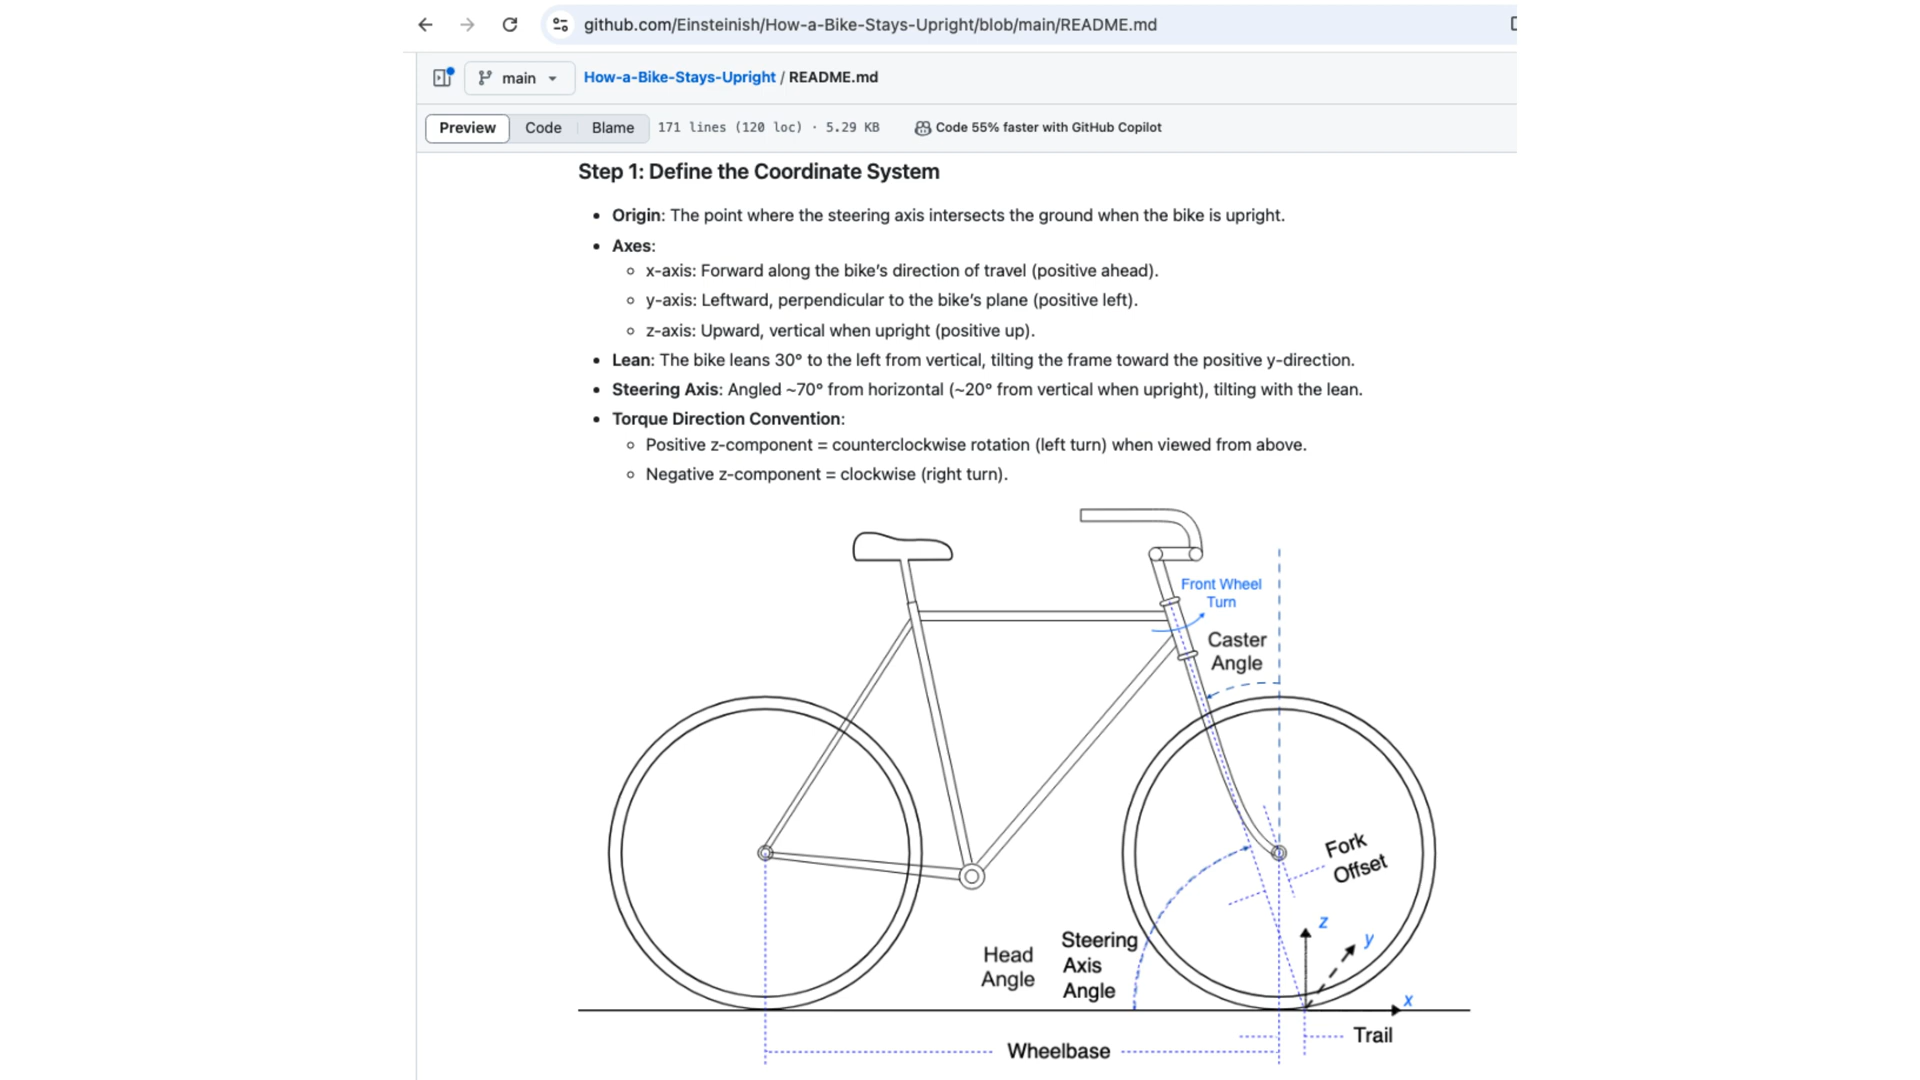 github.com/Einsteinish/How-a-Bike-Stays-Upright/blob/main/README.md
main
How-a-Bike-Stays-Upright / README.md
Preview Code Blame 171 lines (120 loc) · 5.29 KB Code 55% faster with GitHub Copilot
Step 1: Define the Coordinate System
• Origin: The point where the steering axis intersects the ground when the bike is upright.
• Axes:
◦ x-axis: Forward along the bike’s direction of travel (positive ahead).
◦ y-axis: Leftward, perpendicular to the bike’s plane (positive left).
◦ z-axis: Upward, vertical when upright (positive up).
• Lean: The bike leans 30° to the left from vertical, tilting the frame toward the positive y-direction.
• Steering Axis: Angled ~70° from horizontal (~20° from vertical when upright), tilting with the lean.
• Torque Direction Convention:
◦ Positive z-component = counterclockwise rotation (left turn) when viewed from above.
◦ Negative z-component = clockwise (right turn).
Front Wheel
Turn
Caster
Angle
Fork
Offset
z
y
Head
Angle
Steering
Axis
Angle
x
Trail
Wheelbase